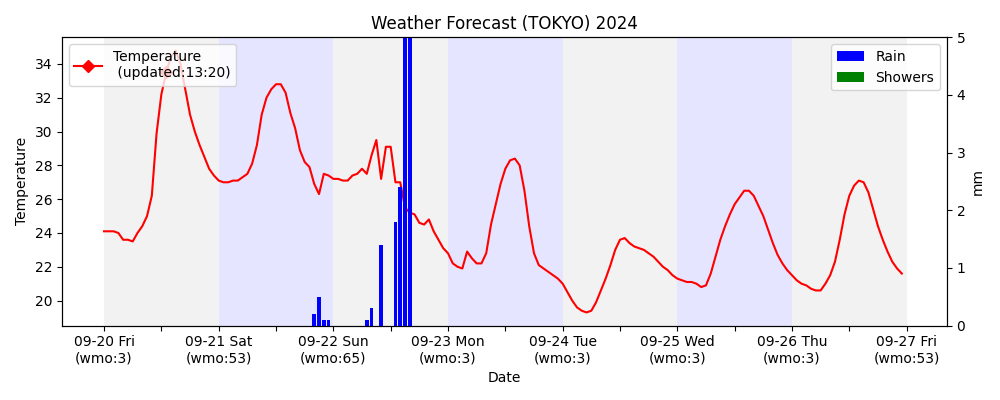 Weather Forecast (TOKYO) 2024
Temperature
(updated:13:20)
Rain
Showers
34
32
30
28
26
24
22
20
Temperature
5
4
3
2
1
0
mm
09-20 Fri
(wmo:3)
09-21 Sat
(wmo:53)
09-22 Sun
(wmo:65)
09-23 Mon
(wmo:3)
09-24 Tue
(wmo:3)
09-25 Wed
(wmo:3)
09-26 Thu
(wmo:3)
09-27 Fri
(wmo:53)
Date